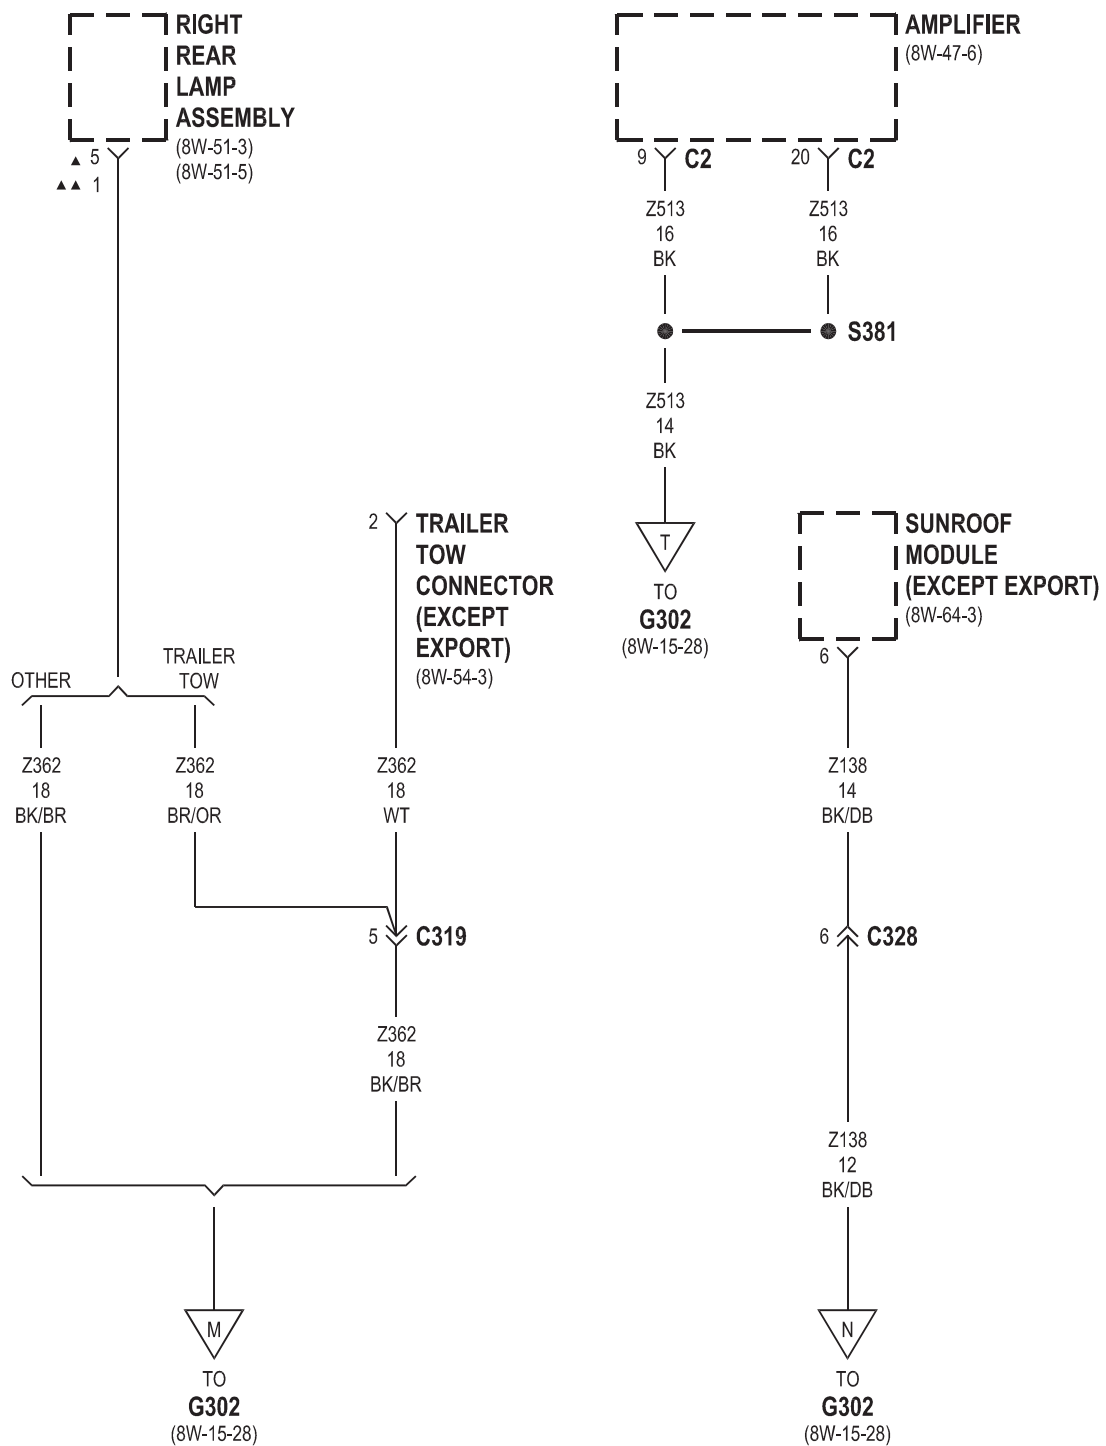 RIGHT
REAR
LAMP
ASSEMBLY
(8W-51-3)
(8W-51-5)
▲ 5
▲▲ 1
AMPLIFIER
(8W-47-6)
9 C2
20 C2
Z513
16
BK
Z513
16
BK
S381
Z513
14
BK
T
TO
G302
(8W-15-28)
2 TRAILER
TOW
CONNECTOR
(EXCEPT
EXPORT)
(8W-54-3)
SUNROOF
MODULE
(EXCEPT EXPORT)
(8W-64-3)
6
OTHER
TRAILER
TOW
Z362
18
BK/BR
Z362
18
BR/OR
Z362
18
WT
Z138
14
BK/DB
5 C319
6 C328
Z362
18
BK/BR
Z138
12
BK/DB
M
TO
G302
(8W-15-28)
N
TO
G302
(8W-15-28)